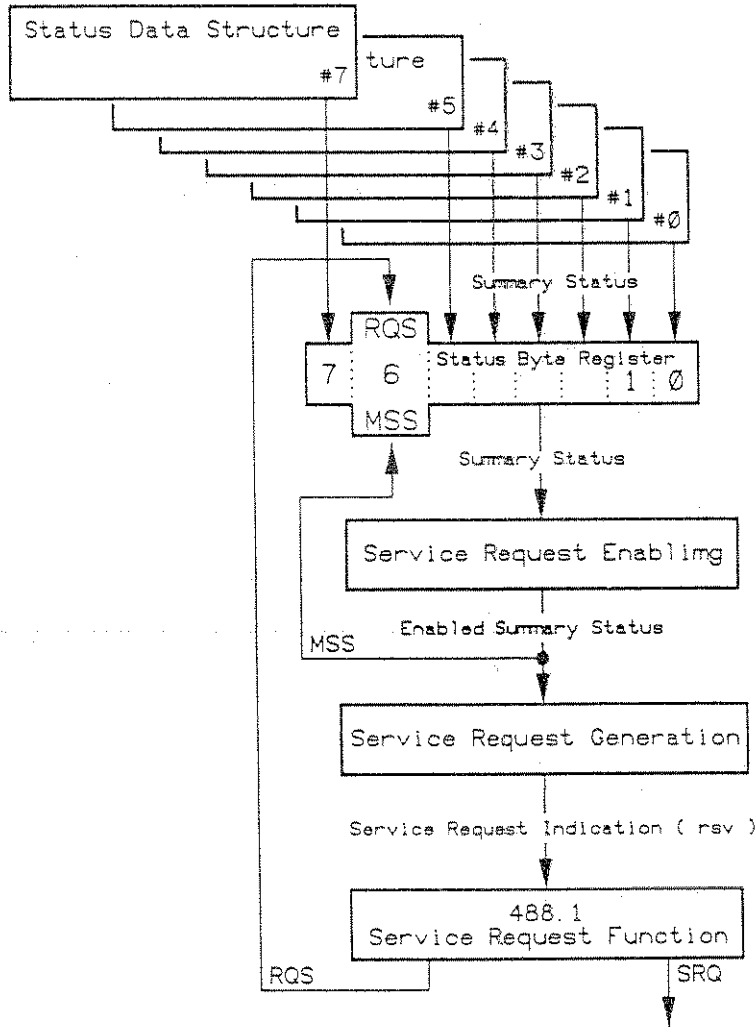 Status Data Structure
#7
ture
#5
#4
#3
#2
#1
#0
Summary Status
RQS
Status Byte Register
7 6 1 0
MSS
Summary Status
Service Request Enablimg
Enabled Summary Status
MSS
Service Request Generation
Service Request Indication ( rsv )
488.1
Service Request Function
RQS
SRQ